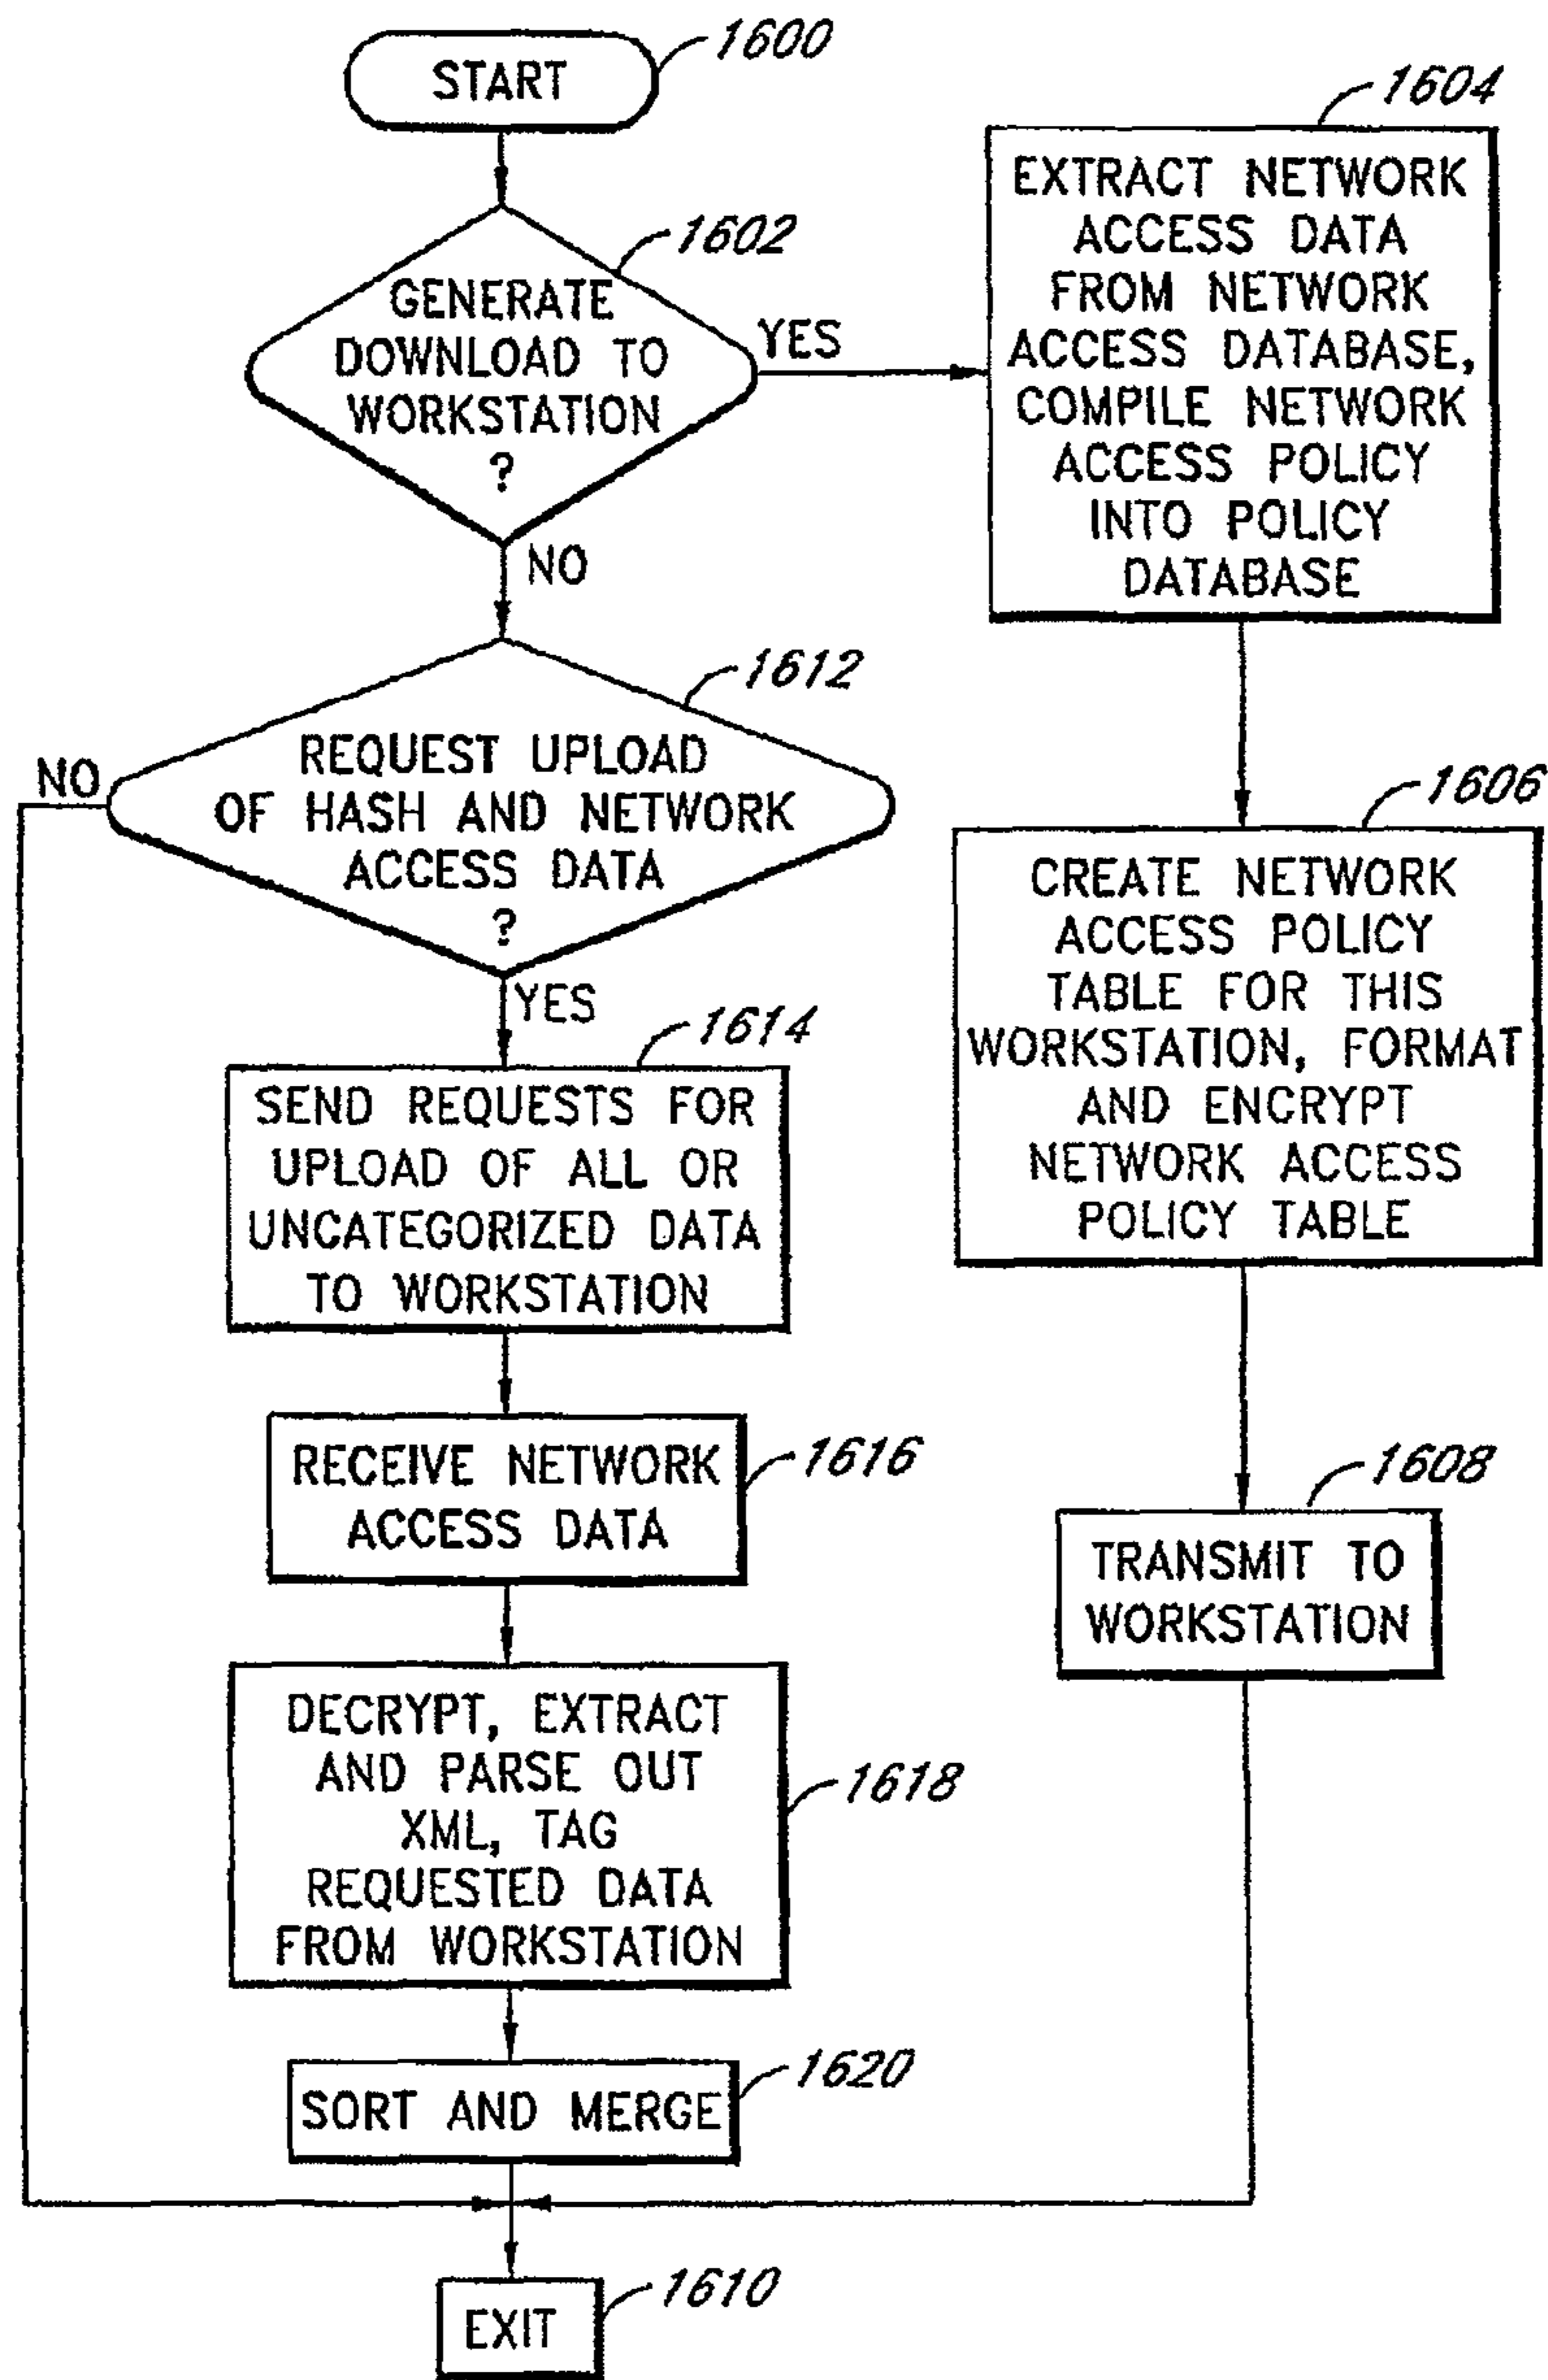 START
1600
GENERATE
DOWNLOAD TO
WORKSTATION
?
1602
YES
NO
EXTRACT NETWORK
ACCESS DATA
FROM NETWORK
ACCESS DATABASE,
COMPILE NETWORK
ACCESS POLICY
INTO POLICY
DATABASE
1604
CREATE NETWORK
ACCESS POLICY
TABLE FOR THIS
WORKSTATION, FORMAT
AND ENCRYPT
NETWORK ACCESS
POLICY TABLE
1606
TRANSMIT TO
WORKSTATION
1608
REQUEST UPLOAD
OF HASH AND NETWORK
ACCESS DATA
?
1612
NO
YES
SEND REQUESTS FOR
UPLOAD OF ALL OR
UNCATEGORIZED DATA
TO WORKSTATION
1614
RECEIVE NETWORK
ACCESS DATA
1616
DECRYPT, EXTRACT
AND PARSE OUT
XML, TAG
REQUESTED DATA
FROM WORKSTATION
1618
SORT AND MERGE
1620
EXIT
1610